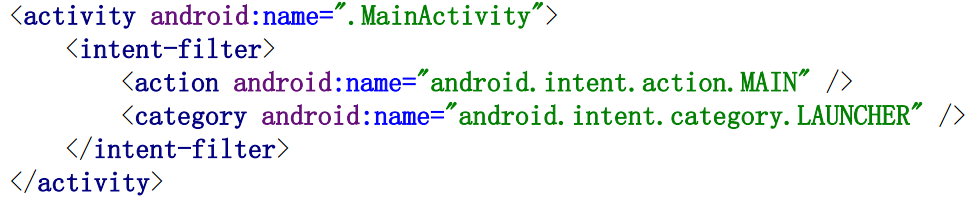 <activity android:name=".MainActivity">
    <intent-filter>
        <action android:name="android.intent.action.MAIN" />
        <category android:name="android.intent.category.LAUNCHER" />
    </intent-filter>
</activity>